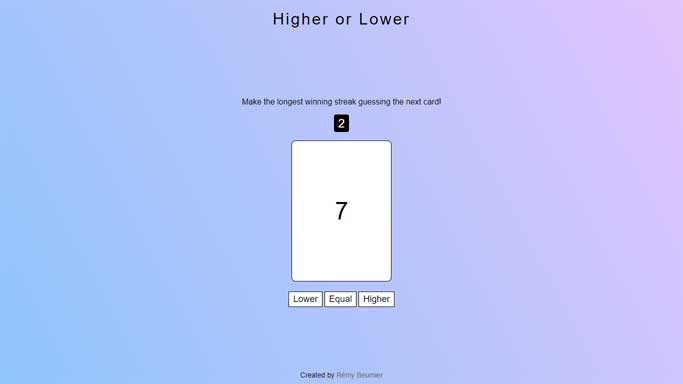 Higher or Lower
Make the longest winning streak guessing the next card!
2
7
Lower Equal Higher
Created by Rémy Beumier